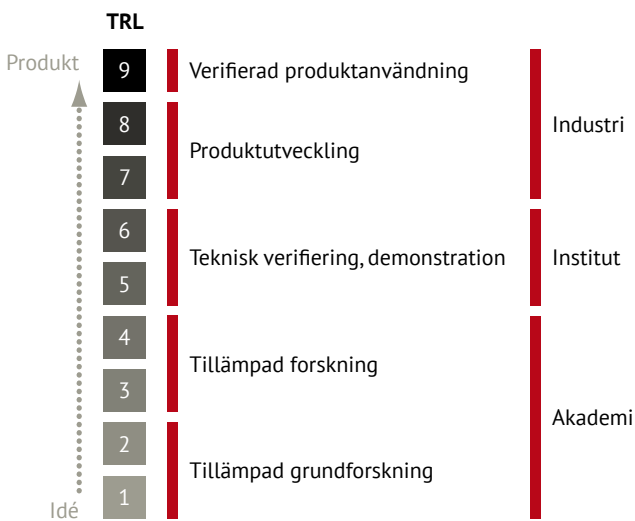 TRL
Produkt
9
Verifierad produktanvändning
8
Industri
Produktutveckling
7
6
Teknisk verifiering, demonstration
Institut
5
4
Tillämpad forskning
3
Akademi
2
Tillämpad grundforskning
1
Idé